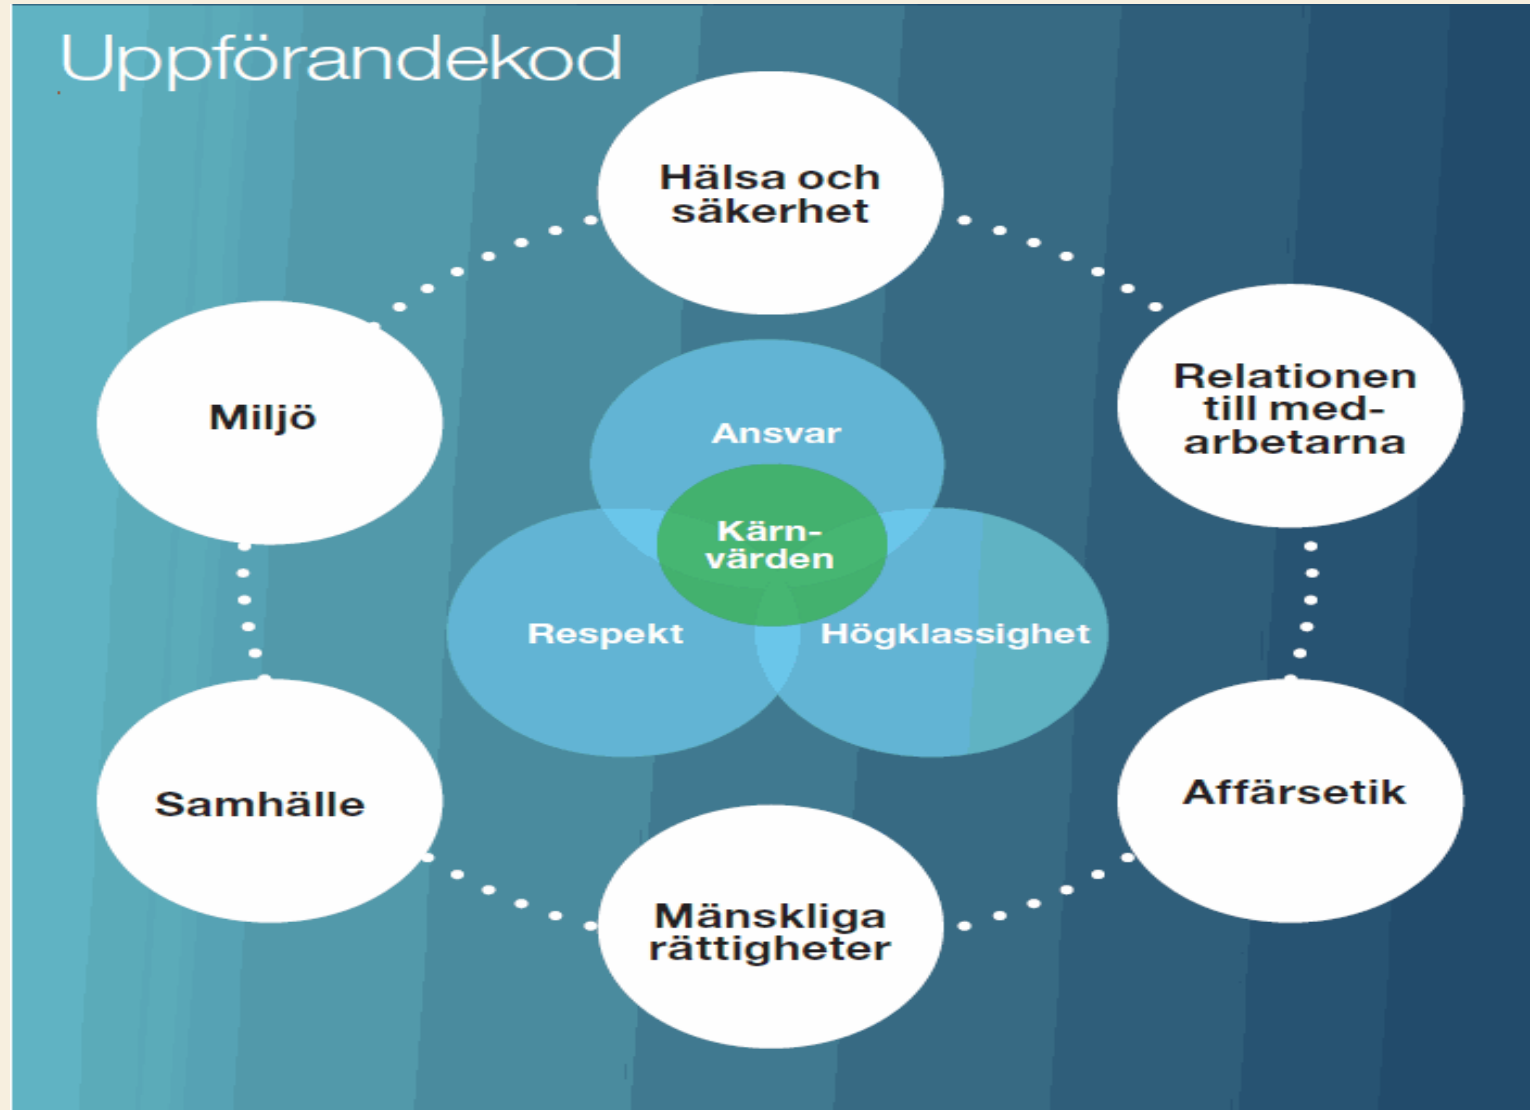 Uppförandekod
Hälsa och
säkerhet
Relationen
till med-
arbetarna
Miljö
Ansvar
Kärn-
värden
Respekt
Högklassighet
Samhälle
Affärsetik
Mänskliga
rättigheter